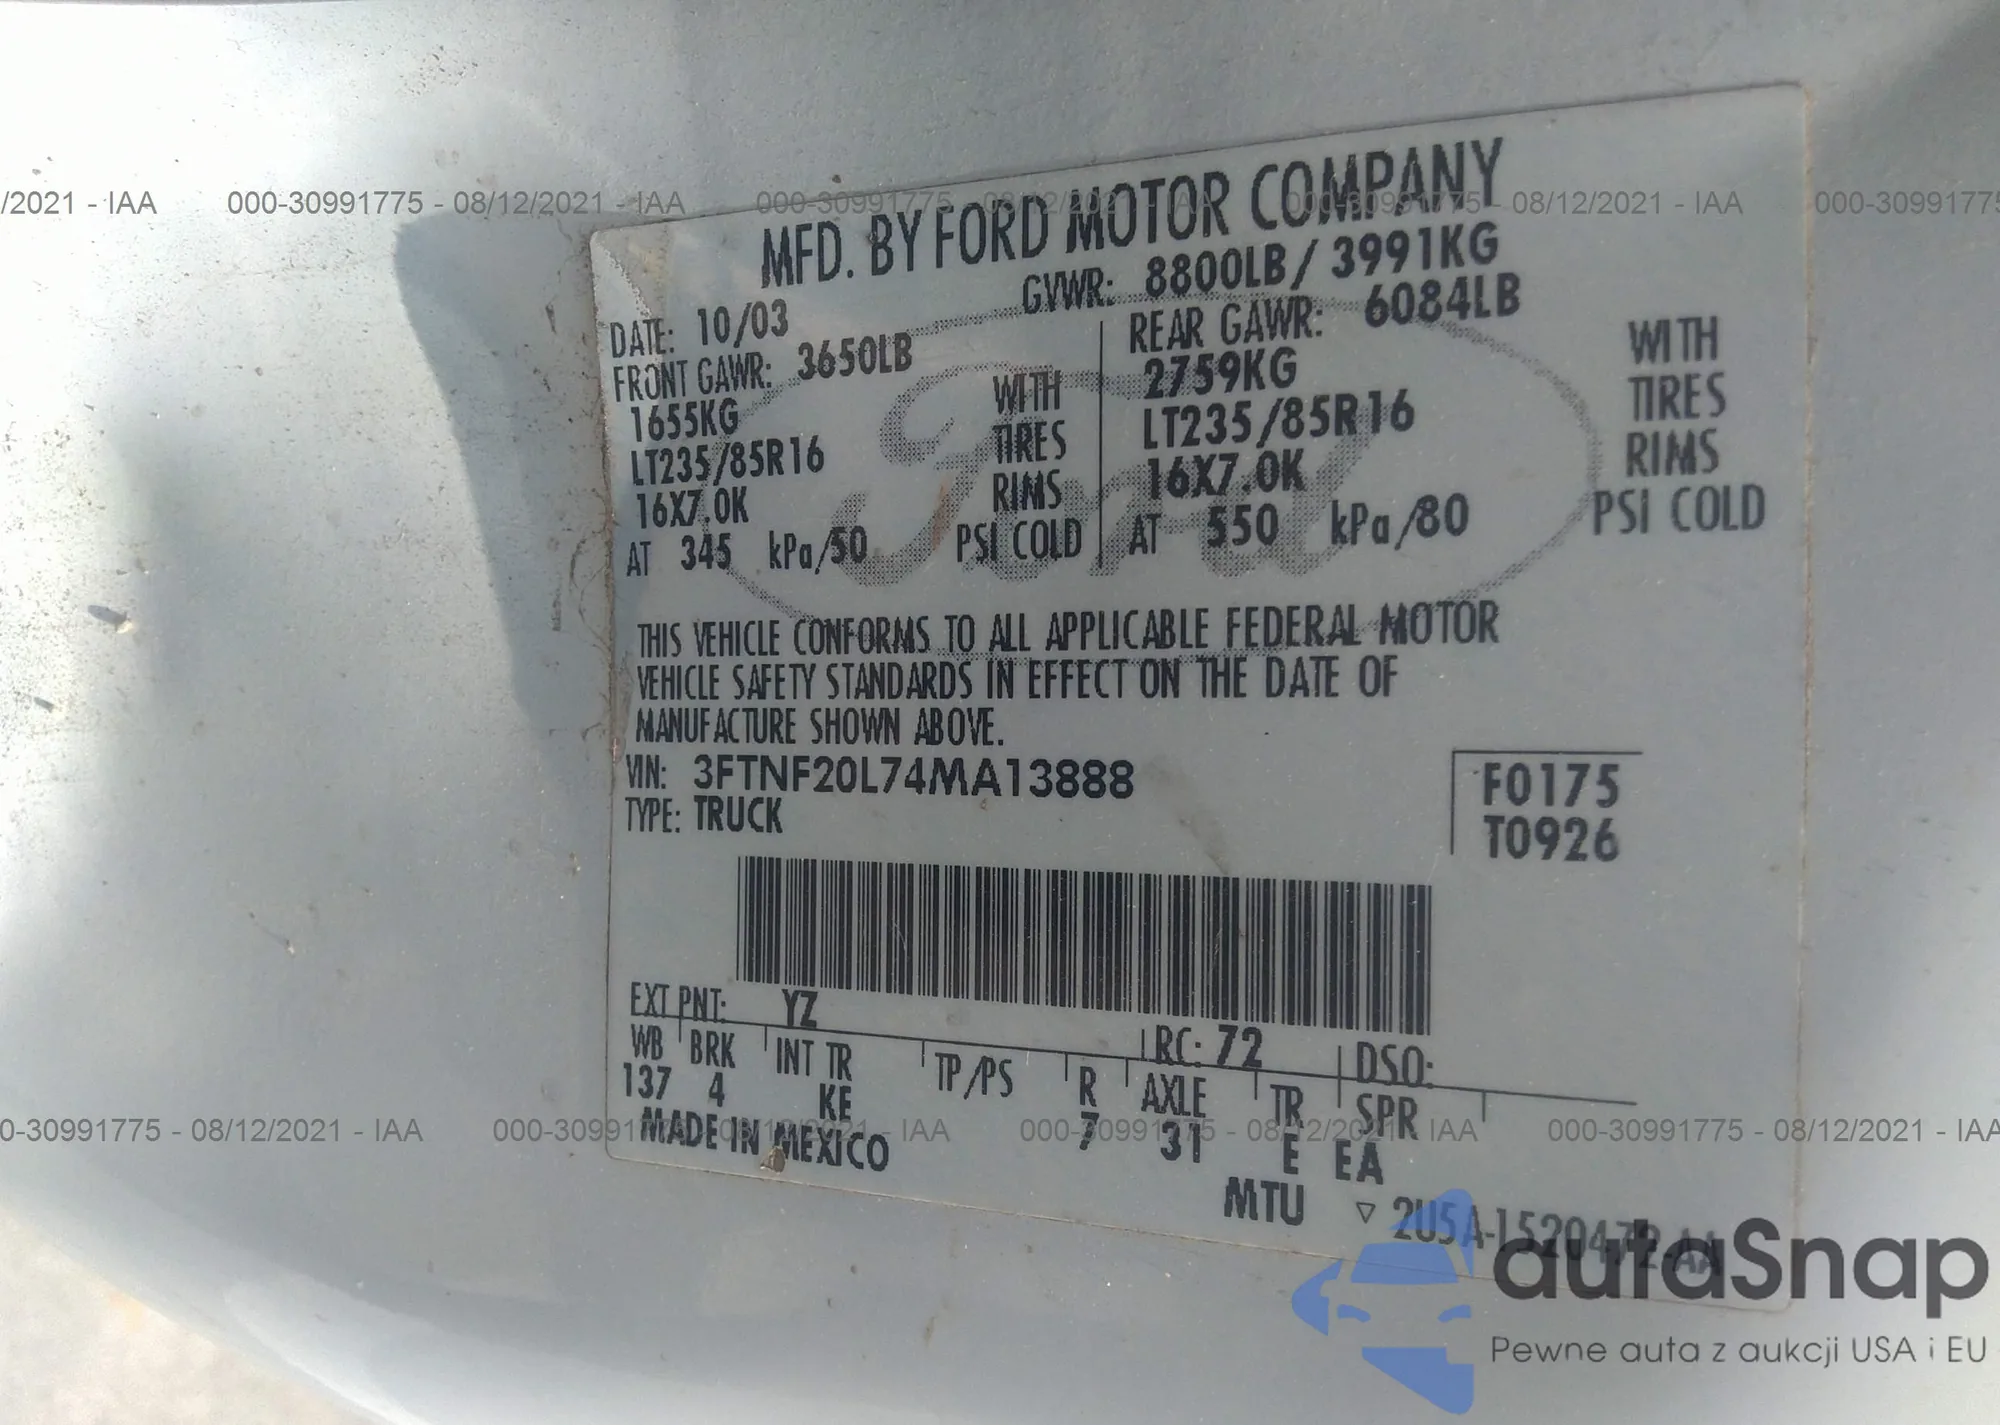 /2021 - IAA 000-30991775 - 08/12/2021 - IAA 000-30991775 - 08/12/2021 - IAA 000-30991775 - 08/12/2021 - IAA 000-30991775
MFD. BY FORD MOTOR COMPANY
DATE: 10/03 GVWR: 8800LB / 3991KG
FRONT GAWR: 3650LB REAR GAWR: 6084LB
1655KG WITH 2759KG WITH
LT235/85R16 TIRES LT235/85R16 TIRES
16X7.0K RIMS 16X7.0K RIMS
AT 345 kPa/50 PSI COLD AT 550 kPa/80 PSI COLD
Ford
THIS VEHICLE CONFORMS TO ALL APPLICABLE FEDERAL MOTOR
VEHICLE SAFETY STANDARDS IN EFFECT ON THE DATE OF
MANUFACTURE SHOWN ABOVE.
VIN: 3FTNF20L74MA13888
TYPE: TRUCK
F0175
T0926
EXT PNT: YZ RC: 72 DSO:
WB BRK INT TR TP/PS R AXLE TR SPR
137 4 KE 7 31 E EA
0-30991775 - 08/12/2021 - IAA 000-30991775 - 08/12/2021 - IAA 000-30991775 - 08/12/2021 - IAA 000-30991775 - 08/12/2021 - IAA
MADE IN MEXICO
MTU ▽ 2U5A-1520472-AA
autaSnap
Pewne auta z aukcji USA i EU